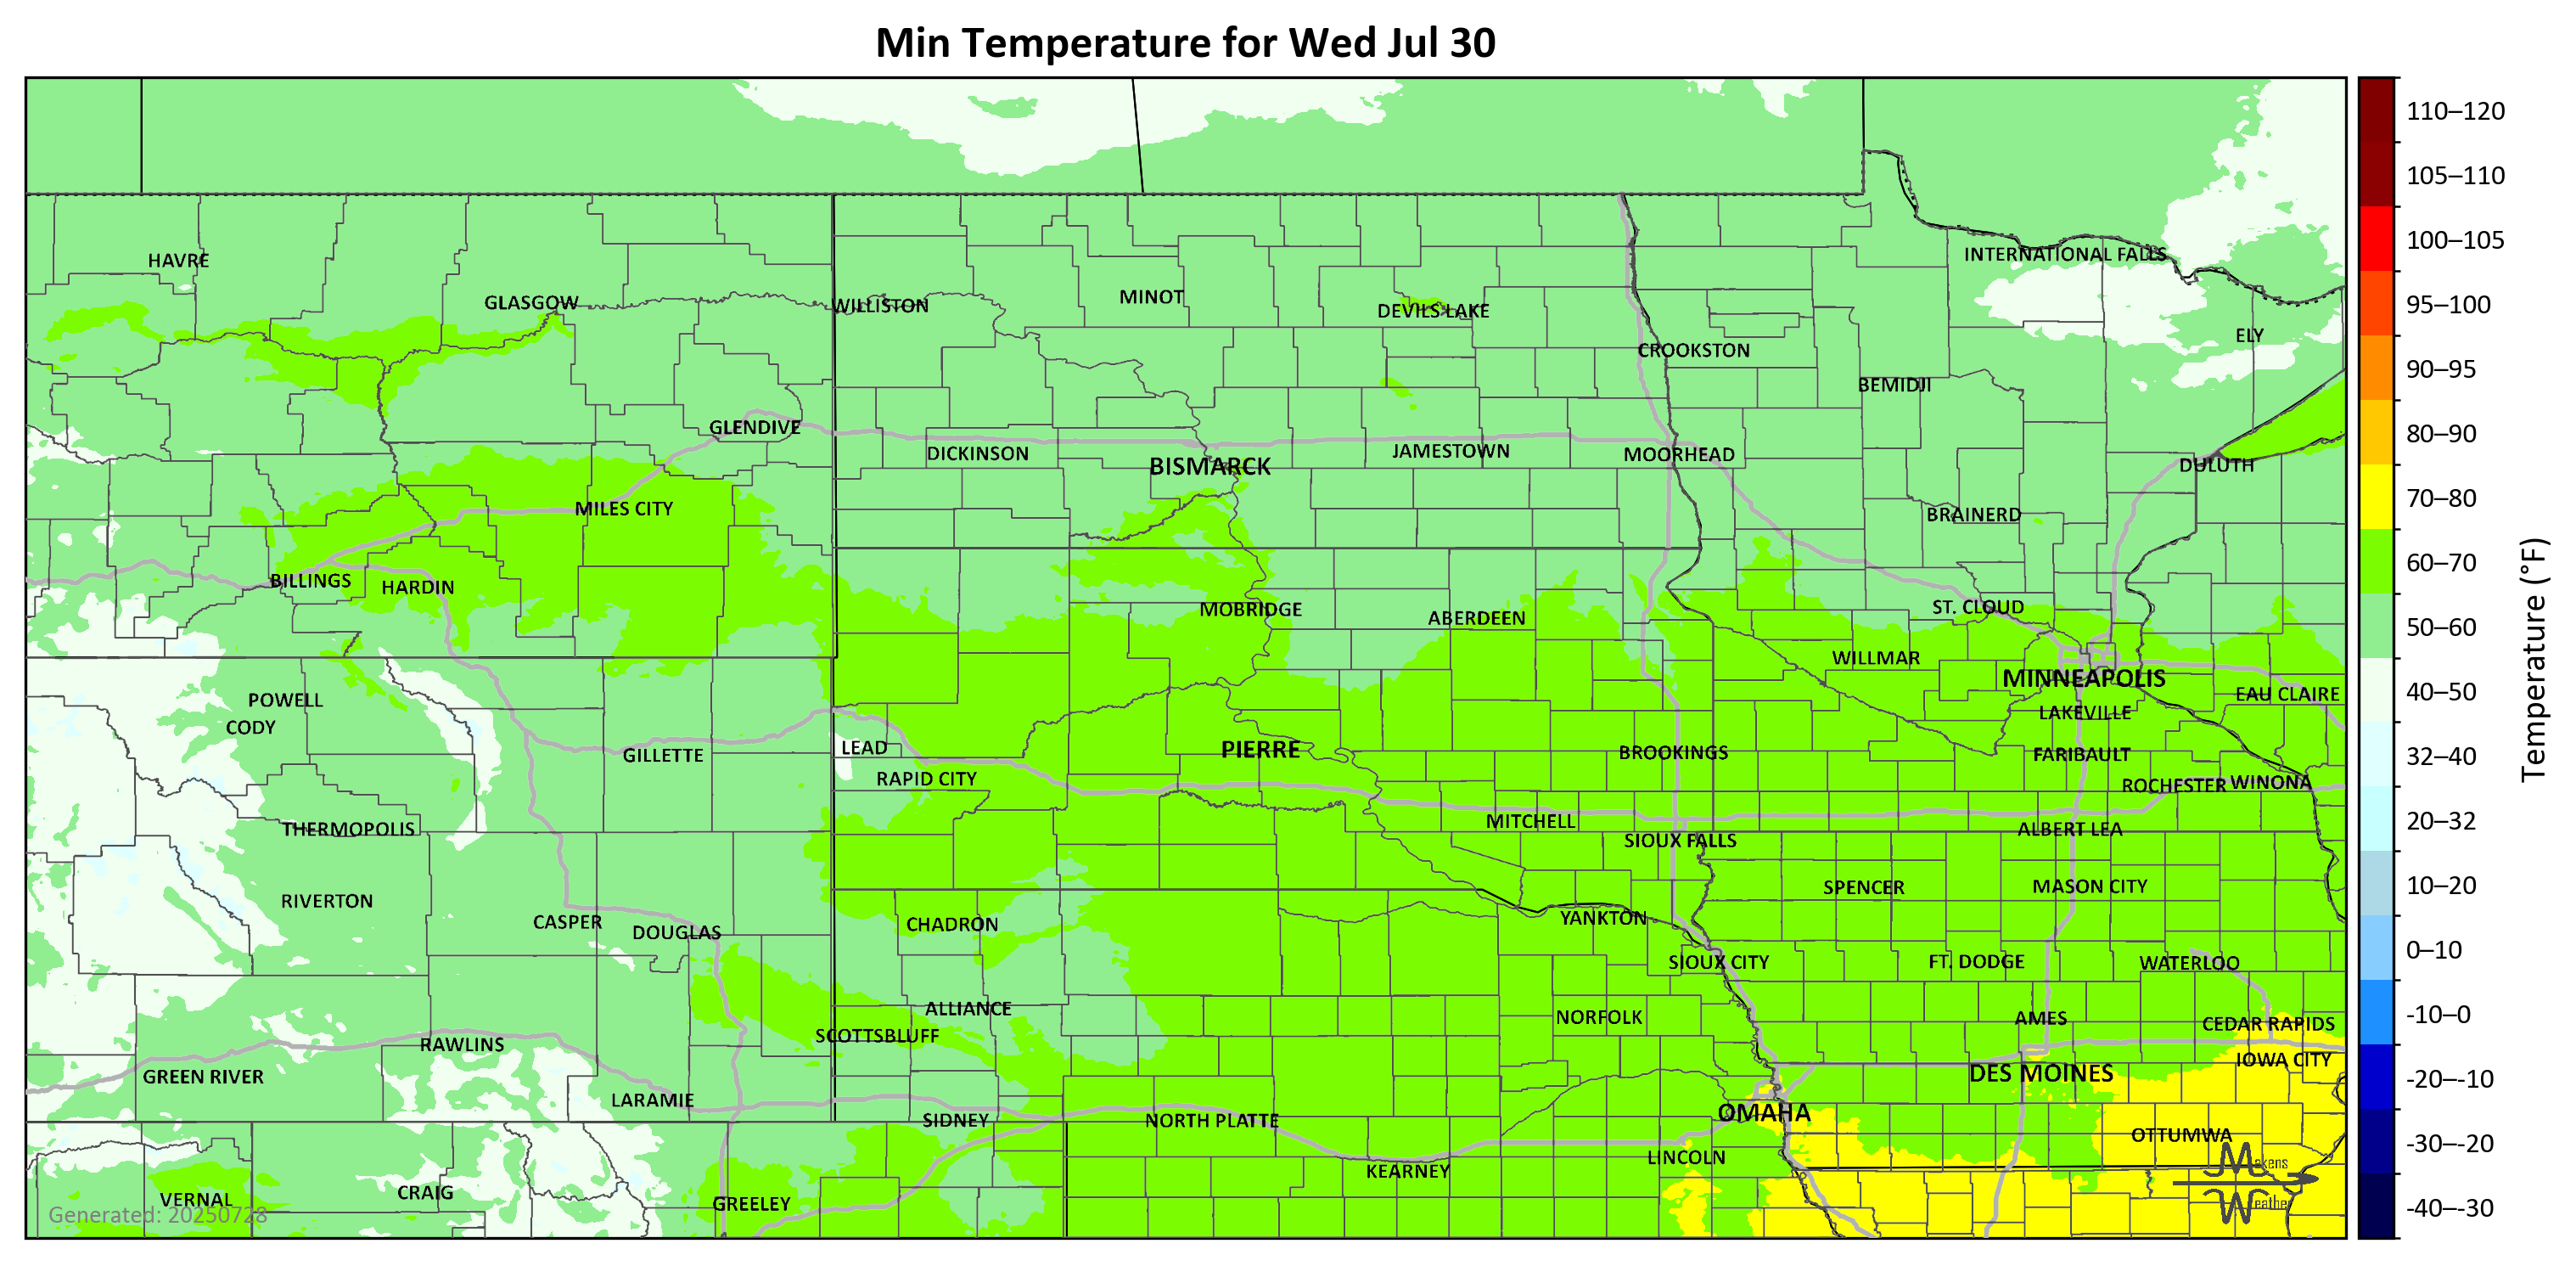 Min Temperature for Wed Jul 30
110–120
105–110
100–105
95–100
90–95
80–90
70–80
60–70
50–60
40–50
32–40
20–32
10–20
0–10
-10–0
-20–-10
-30–-20
-40–-30
Temperature (°F)
INTERNATIONAL FALLS
HAVRE
GLASGOW
WILLISTON
MINOT
DEVILS LAKE
ELY
CROOKSTON
BEMIDJI
GLENDIVE
DICKINSON
BISMARCK
JAMESTOWN
MOORHEAD
DULUTH
MILES CITY
BRAINERD
BILLINGS
HARDIN
MOBRIDGE
ABERDEEN
ST. CLOUD
WILLMAR
MINNEAPOLIS
EAU CLAIRE
POWELL
CODY
LAKEVILLE
GILLETTE
LEAD
PIERRE
BROOKINGS
FARIBAULT
RAPID CITY
ROCHESTER
WINONA
THERMOPOLIS
MITCHELL
SIOUX FALLS
ALBERT LEA
RIVERTON
SPENCER
MASON CITY
CASPER
DOUGLAS
CHADRON
YANKTON
SIOUX CITY
FT. DODGE
WATERLOO
ALLIANCE
NORFOLK
AMES
CEDAR RAPIDS
SCOTTSBLUFF
RAWLINS
IOWA CITY
GREEN RIVER
DES MOINES
LARAMIE
SIDNEY
NORTH PLATTE
OMAHA
OTTUMWA
KEARNEY
LINCOLN
VERNAL
CRAIG
GREELEY
Makens
Weather
Generated: 20250728